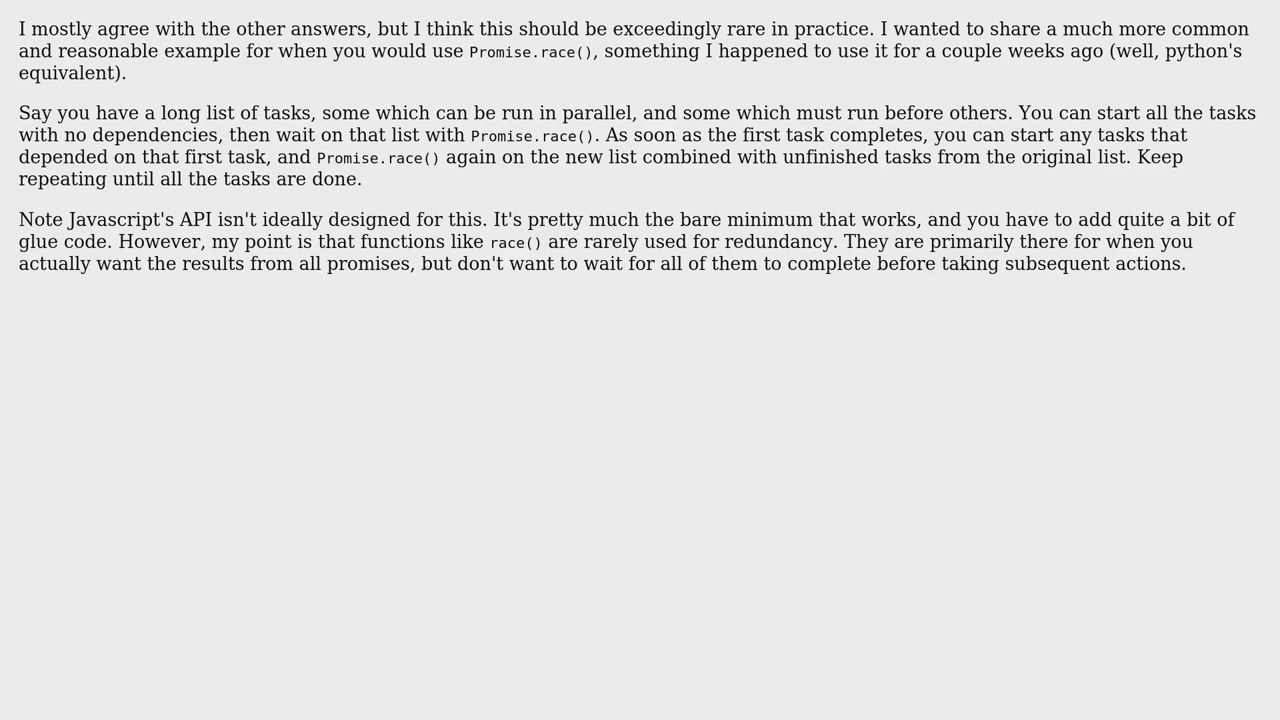 I mostly agree with the other answers, but I think this should be exceedingly rare in practice. I wanted to share a much more common
and reasonable example for when you would use Promise.race(), something I happened to use it for a couple weeks ago (well, python's
equivalent).
Say you have a long list of tasks, some which can be run in parallel, and some which must run before others. You can start all the tasks
with no dependencies, then wait on that list with Promise.race(). As soon as the first task completes, you can start any tasks that
depended on that first task, and Promise.race() again on the new list combined with unfinished tasks from the original list. Keep
repeating until all the tasks are done.
Note Javascript's API isn't ideally designed for this. It's pretty much the bare minimum that works, and you have to add quite a bit of
glue code. However, my point is that functions like race() are rarely used for redundancy. They are primarily there for when you
actually want the results from all promises, but don't want to wait for all of them to complete before taking subsequent actions.